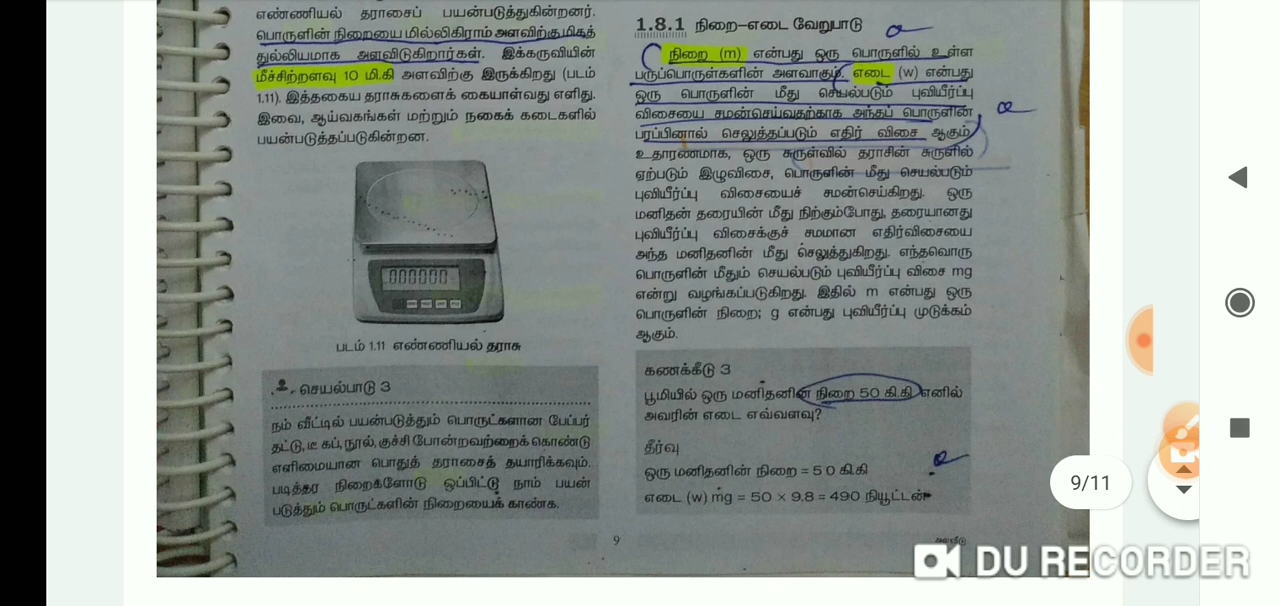 எண்ணியல் தராசைப் பயன்படுத்துகின்றனர்.
பொருளின் நிறையை மில்லிகிராம் அளவிற்கு மிகத்
துல்லியமாக அளவிடுகிறார்கள். இக்கருவியின்
மீச்சிற்றளவு 10 மி.கி அளவிற்கு இருக்கிறது (படம்
1.11). இத்தகைய தராசுகளைக் கையாள்வது எளிது.
இவை, ஆய்வகங்கள் மற்றும் நகைக் கடைகளில்
பயன்படுத்தப்படுகின்றன.
000000
படம் 1.11 எண்ணியல் தராசு
செயல்பாடு 3
நம் வீட்டில் பயன்படுத்தும் பொருட்களான பேப்பர்
தட்டு, டீ கப், நூல், குச்சி போன்றவற்றைக் கொண்டு
எளிமையான பொதுத் தராசைத் தயாரிக்கவும்.
படித்தர நிறைகளோடு ஒப்பிட்டு நாம் பயன்
படுத்தும் பொருட்களின் நிறையைக் காண்க.
1.8.1 நிறை–எடை வேறுபாடு
நிறை (m) என்பது ஒரு பொருளில் உள்ள
பருப்பொருள்களின் அளவாகும். எடை (w) என்பது
ஒரு பொருளின் மீது செயல்படும் புவியீர்ப்பு
விசையை சமன்செய்வதற்காக அந்தப் பொருளின்
பரப்பினால் செலுத்தப்படும் எதிர் விசை ஆகும்.
உதாரணமாக, ஒரு சுருள்வில் தராசின் சுருளில்
ஏற்படும் இழுவிசை, பொருளின் மீது செயல்படும்
புவியீர்ப்பு விசையைச் சமன்செய்கிறது. ஒரு
மனிதன் தரையின் மீது நிற்கும்போது, தரையானது
புவியீர்ப்பு விசைக்குச் சமமான எதிர்விசையை
அந்த மனிதனின் மீது செலுத்துகிறது. எந்தவொரு
பொருளின் மீதும் செயல்படும் புவியீர்ப்பு விசை mg
என்று வழங்கப்படுகிறது. இதில் m என்பது ஒரு
பொருளின் நிறை; g என்பது புவியீர்ப்பு முடுக்கம்
ஆகும்.
கணக்கீடு 3
பூமியில் ஒரு மனிதனின் நிறை 50 கி.கி எனில்
அவரின் எடை எவ்வளவு?
தீர்வு
ஒரு மனிதனின் நிறை = 50 கி.கி
எடை (w) mg = 50 × 9.8 = 490 நியூட்டன்
9
அளவீடு
9/11
DU RECORDER